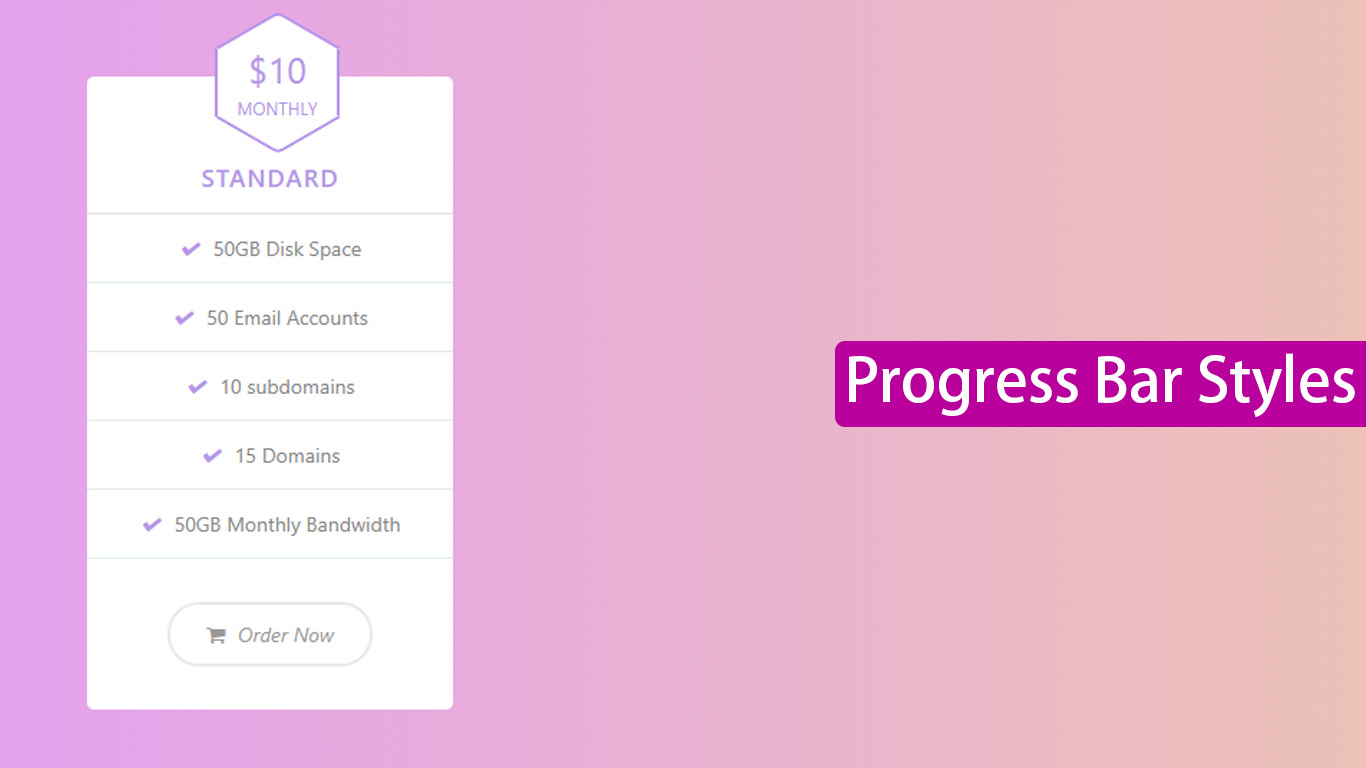 $10
MONTHLY
STANDARD
50GB Disk Space
50 Email Accounts
10 subdomains
15 Domains
50GB Monthly Bandwidth
Order Now
Progress Bar Styles